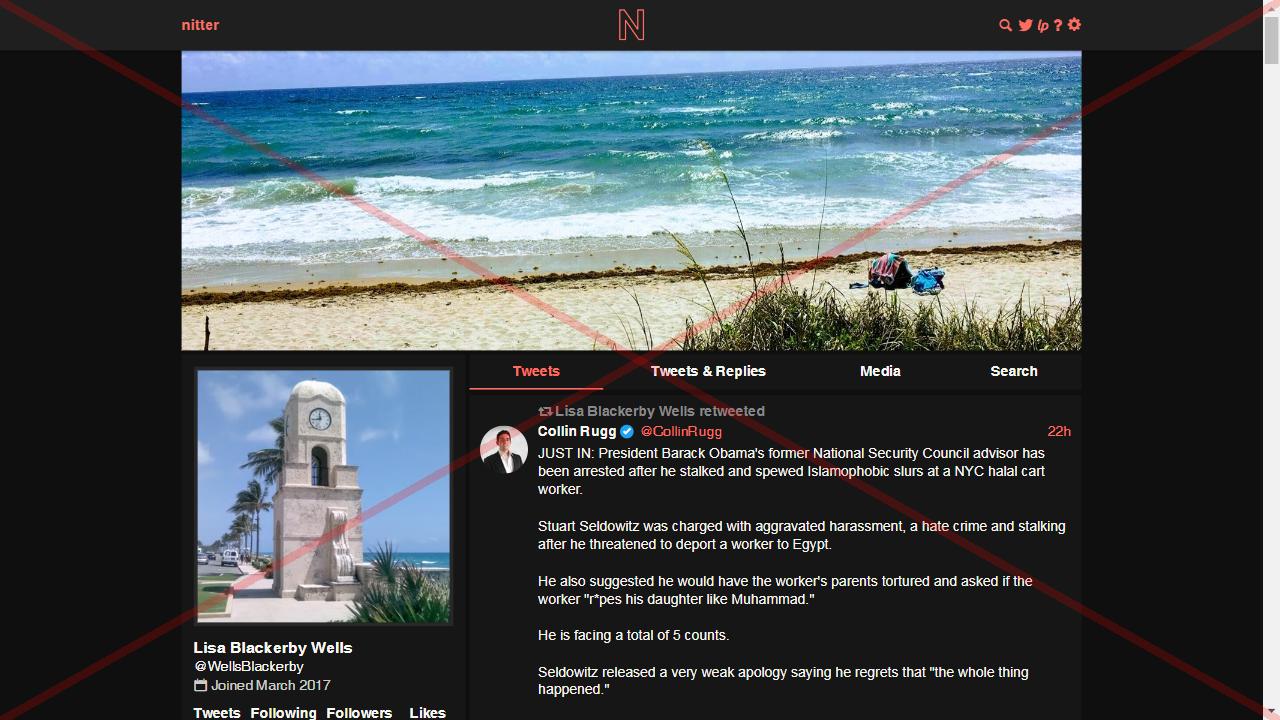 nitter
N
lp ?
Tweets
Tweets & Replies
Media
Search
Lisa Blackerby Wells retweeted
Collin Rugg @CollinRugg 22h
JUST IN: President Barack Obama's former National Security Council advisor has
been arrested after he stalked and spewed Islamophobic slurs at a NYC halal cart
worker.
Stuart Seldowitz was charged with aggravated harassment, a hate crime and stalking
after he threatened to deport a worker to Egypt.
He also suggested he would have the worker's parents tortured and asked if the
worker "r*pes his daughter like Muhammad."
He is facing a total of 5 counts.
Seldowitz released a very weak apology saying he regrets that "the whole thing
happened."
Lisa Blackerby Wells
@WellsBlackerby
Joined March 2017
Tweets Following Followers Likes